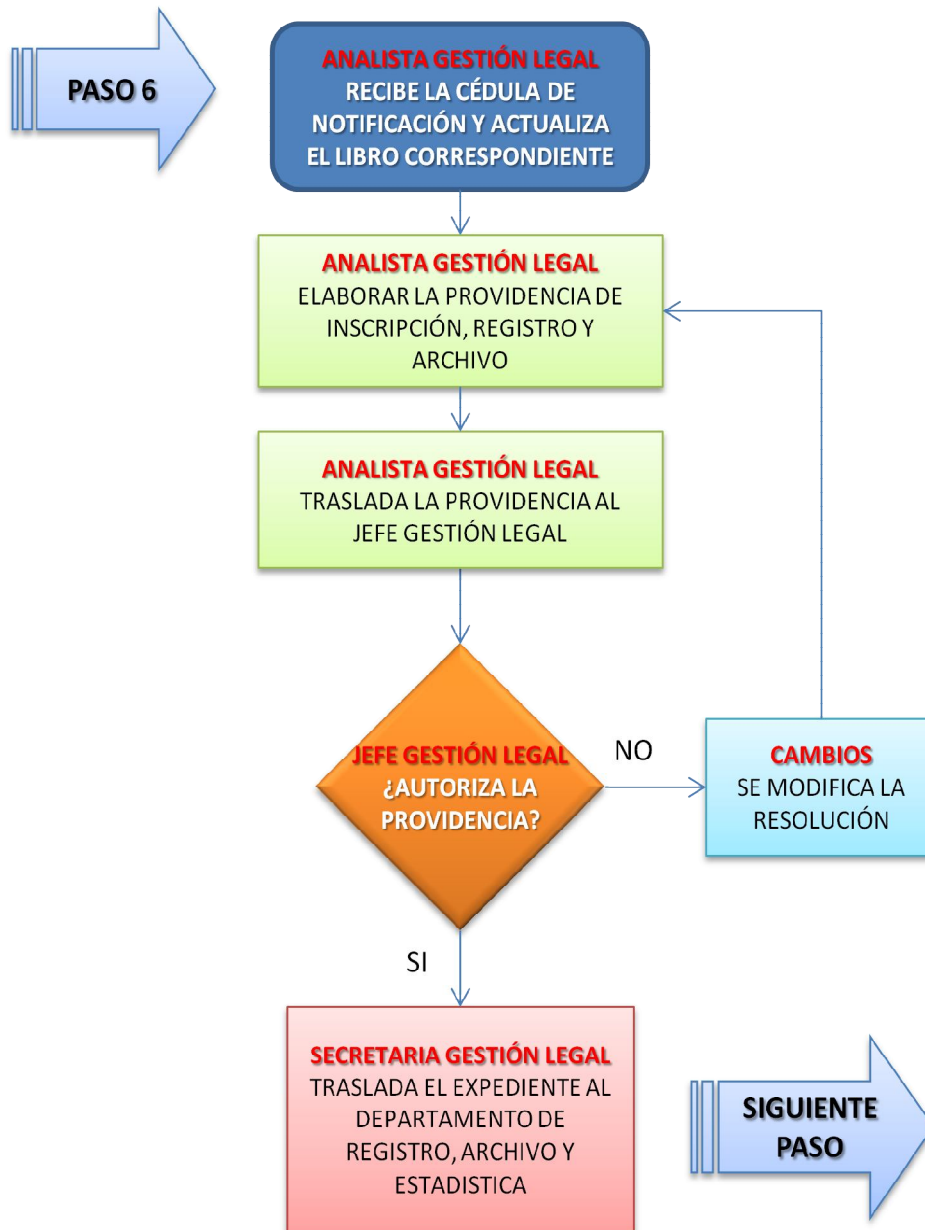 PASO 6
ANALISTA GESTIÓN LEGAL
RECIBE LA CÉDULA DE
NOTIFICACIÓN Y ACTUALIZA
EL LIBRO CORRESPONDIENTE
ANALISTA GESTIÓN LEGAL
ELABORAR LA PROVIDENCIA DE
INSCRIPCIÓN, REGISTRO Y
ARCHIVO
ANALISTA GESTIÓN LEGAL
TRASLADA LA PROVIDENCIA AL
JEFE GESTIÓN LEGAL
JEFE GESTIÓN LEGAL
¿AUTORIZA LA
PROVIDENCIA?
NO
CAMBIOS
SE MODIFICA LA
RESOLUCIÓN
SI
SECRETARIA GESTIÓN LEGAL
TRASLADA EL EXPEDIENTE AL
DEPARTAMENTO DE
REGISTRO, ARCHIVO Y
ESTADISTICA
SIGUIENTE
PASO